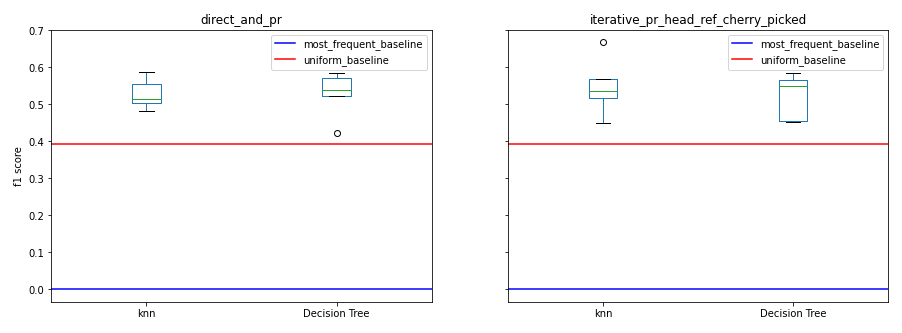 direct_and_pr
iterative_pr_head_ref_cherry_picked
f1 score
0.7
0.6
0.5
0.4
0.3
0.2
0.1
0.0
most_frequent_baseline
uniform_baseline
knn
Decision Tree
most_frequent_baseline
uniform_baseline
knn
Decision Tree